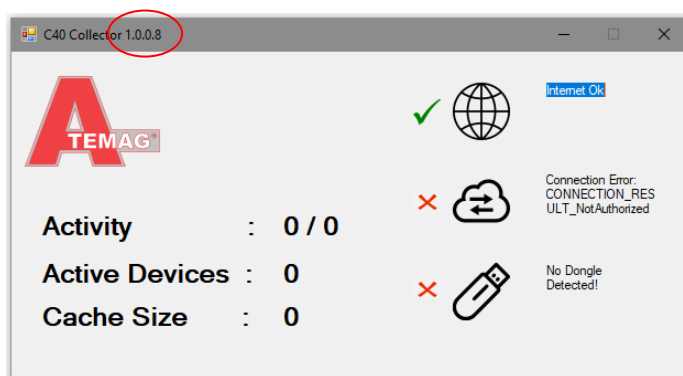 C40 Collector 1.0.0.8
ATEMAG®
Internet Ok
Connection Error:
CONNECTION_RES
ULT_NotAuthorized
Activity : 0 / 0
Active Devices : 0
No Dongle
Detected!
Cache Size : 0